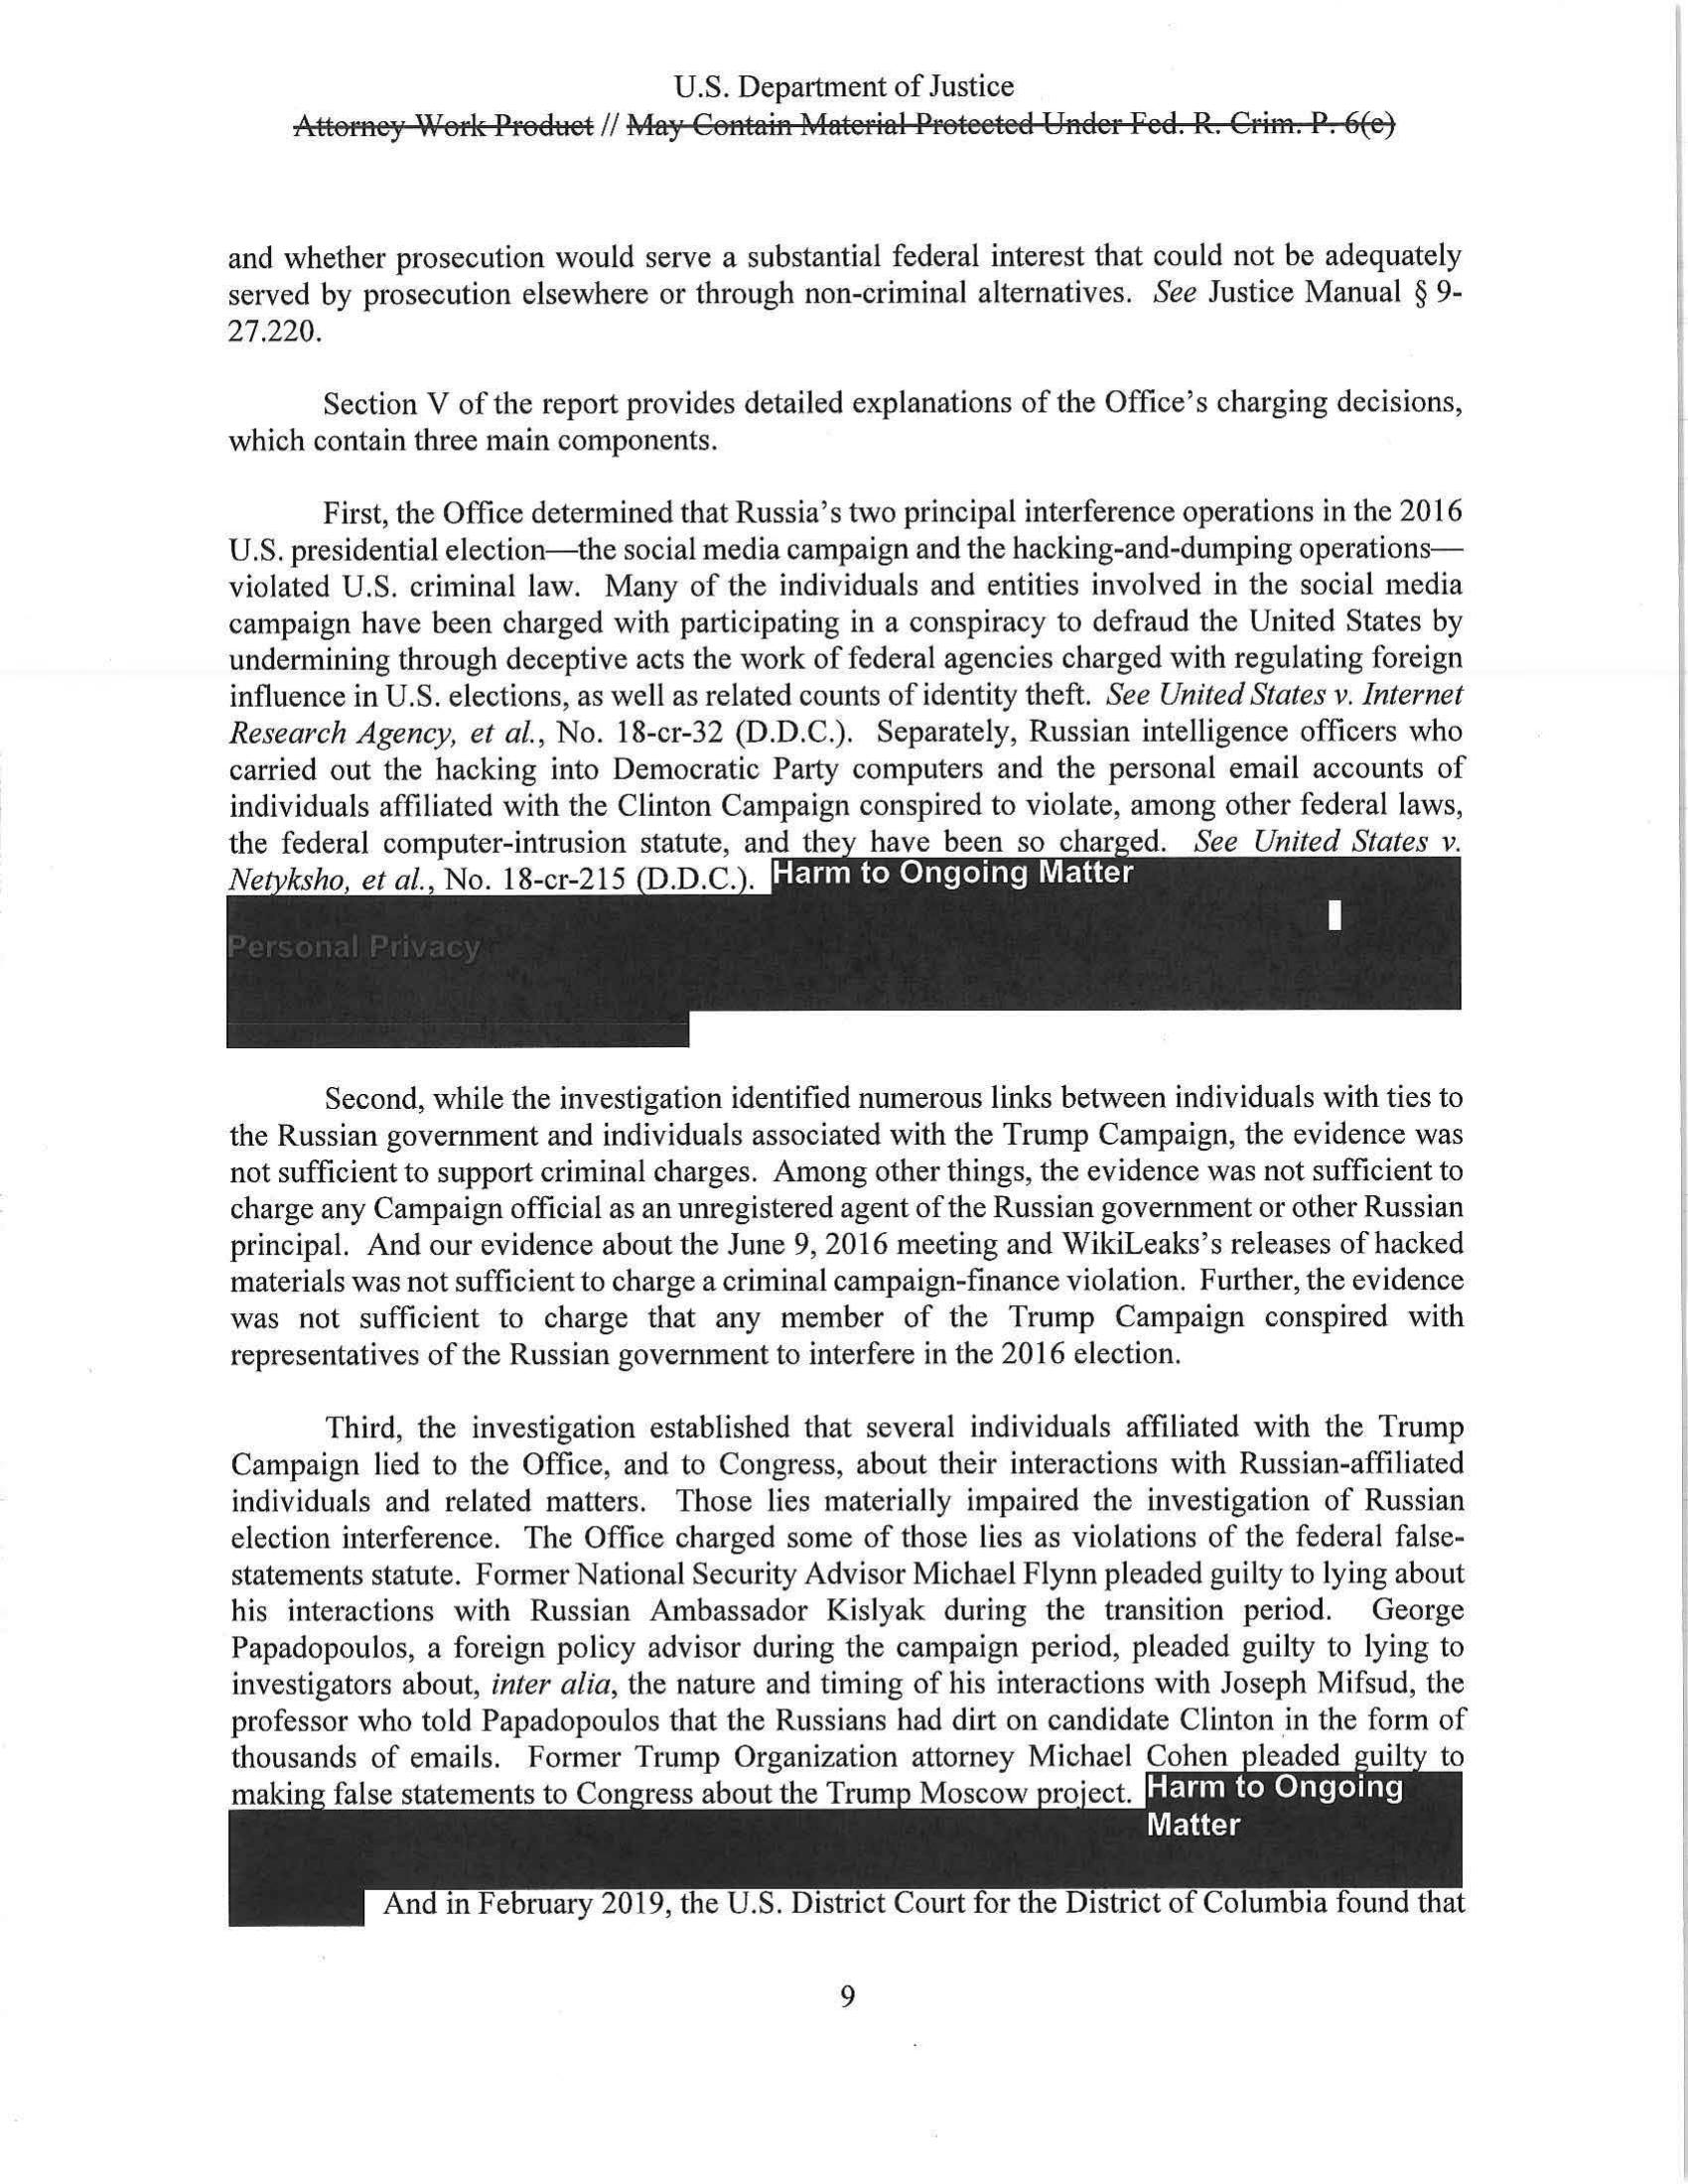 U.S. Department of Justice
Attorney Work Product // May Contain Material Protected Under Fed. R. Crim. P. 6(e)
and whether prosecution would serve a substantial federal interest that could not be adequately
served by prosecution elsewhere or through non-criminal alternatives. See Justice Manual § 9-
27.220.
Section V of the report provides detailed explanations of the Office's charging decisions,
which contain three main components.
First, the Office determined that Russia's two principal interference operations in the 2016
U.S. presidential election—the social media campaign and the hacking-and-dumping operations—
violated U.S. criminal law. Many of the individuals and entities involved in the social media
campaign have been charged with participating in a conspiracy to defraud the United States by
undermining through deceptive acts the work of federal agencies charged with regulating foreign
influence in U.S. elections, as well as related counts of identity theft. See United States v. Internet
Research Agency, et al., No. 18-cr-32 (D.D.C.). Separately, Russian intelligence officers who
carried out the hacking into Democratic Party computers and the personal email accounts of
individuals affiliated with the Clinton Campaign conspired to violate, among other federal laws,
the federal computer-intrusion statute, and they have been so charged. See United States v.
Netyksho, et al., No. 18-cr-215 (D.D.C.). Harm to Ongoing Matter
Personal Privacy
Second, while the investigation identified numerous links between individuals with ties to
the Russian government and individuals associated with the Trump Campaign, the evidence was
not sufficient to support criminal charges. Among other things, the evidence was not sufficient to
charge any Campaign official as an unregistered agent of the Russian government or other Russian
principal. And our evidence about the June 9, 2016 meeting and WikiLeaks's releases of hacked
materials was not sufficient to charge a criminal campaign-finance violation. Further, the evidence
was not sufficient to charge that any member of the Trump Campaign conspired with
representatives of the Russian government to interfere in the 2016 election.
Third, the investigation established that several individuals affiliated with the Trump
Campaign lied to the Office, and to Congress, about their interactions with Russian-affiliated
individuals and related matters. Those lies materially impaired the investigation of Russian
election interference. The Office charged some of those lies as violations of the federal false-
statements statute. Former National Security Advisor Michael Flynn pleaded guilty to lying about
his interactions with Russian Ambassador Kislyak during the transition period. George
Papadopoulos, a foreign policy advisor during the campaign period, pleaded guilty to lying to
investigators about, inter alia, the nature and timing of his interactions with Joseph Mifsud, the
professor who told Papadopoulos that the Russians had dirt on candidate Clinton in the form of
thousands of emails. Former Trump Organization attorney Michael Cohen pleaded guilty to
making false statements to Congress about the Trump Moscow project. Harm to Ongoing
Matter
And in February 2019, the U.S. District Court for the District of Columbia found that
9